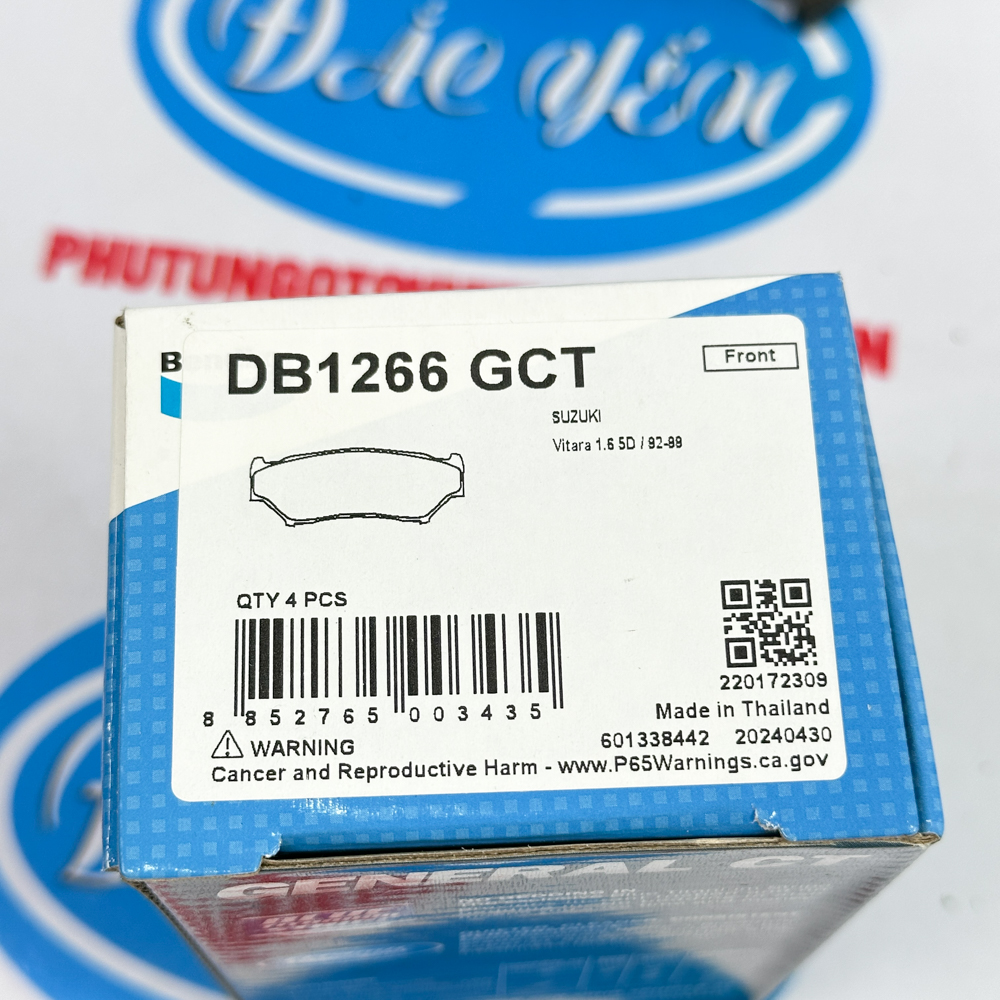 ĐẮC YẾN
DB1266 GCT
Front
SUZUKI
Vitara 1.6 5D / 92-99
QTY 4 PCS
8 852765 003435
220172309
Made in Thailand
601338442 20240430
WARNING
Cancer and Reproductive Harm - www.P65Warnings.ca.gov
GENERAL CT